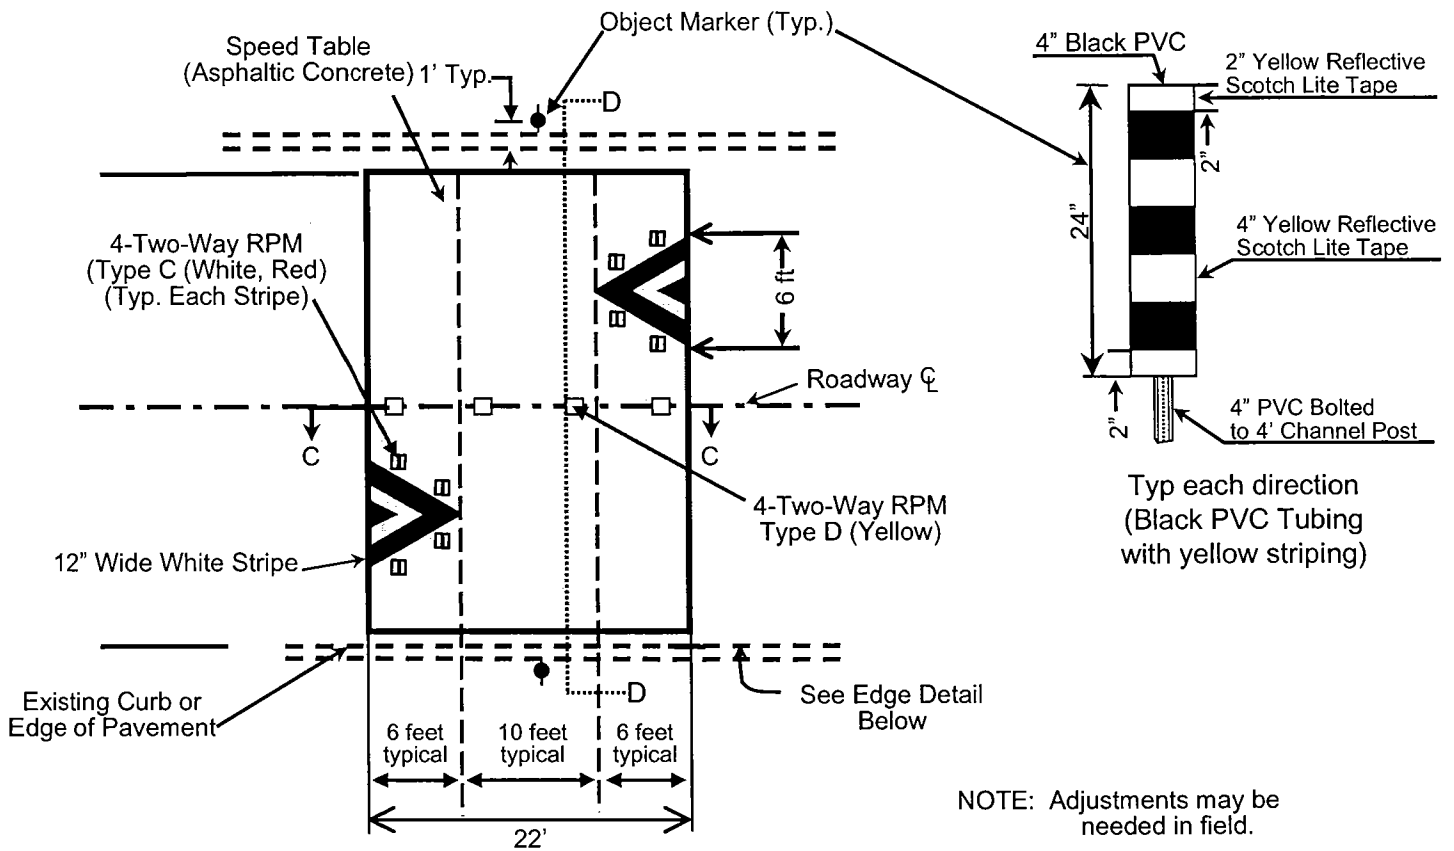 Object Marker (Typ.)
Speed Table
(Asphaltic Concrete)
1' Typ.
D
4" Black PVC
2" Yellow Reflective
Scotch Lite Tape
2"
24"
4-Two-Way RPM
(Type C (White, Red)
(Typ. Each Stripe)
4" Yellow Reflective
Scotch Lite Tape
6 ft
Roadway ℄
C
C
2"
4" PVC Bolted
to 4' Channel Post
4-Two-Way RPM
Type D (Yellow)
Typ each direction
(Black PVC Tubing
with yellow striping)
12" Wide White Stripe
D
Existing Curb or
Edge of Pavement
See Edge Detail
Below
6 feet
typical
10 feet
typical
6 feet
typical
22'
NOTE: Adjustments may be
needed in field.